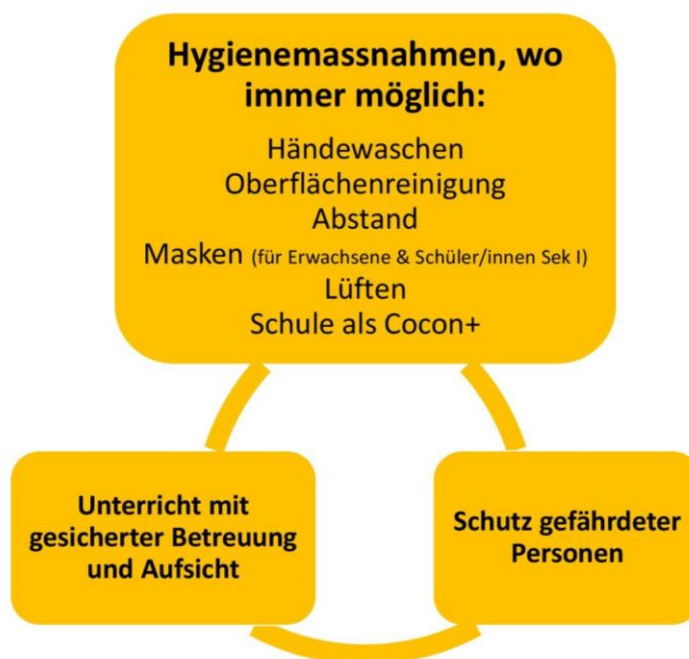 Hygienemassnahmen, wo
immer möglich:
Händewaschen
Oberflächenreinigung
Abstand
Masken (für Erwachsene & Schüler/innen Sek I)
Lüften
Schule als Cocon+
Unterricht mit
gesicherter Betreuung
und Aufsicht
Schutz gefährdeter
Personen